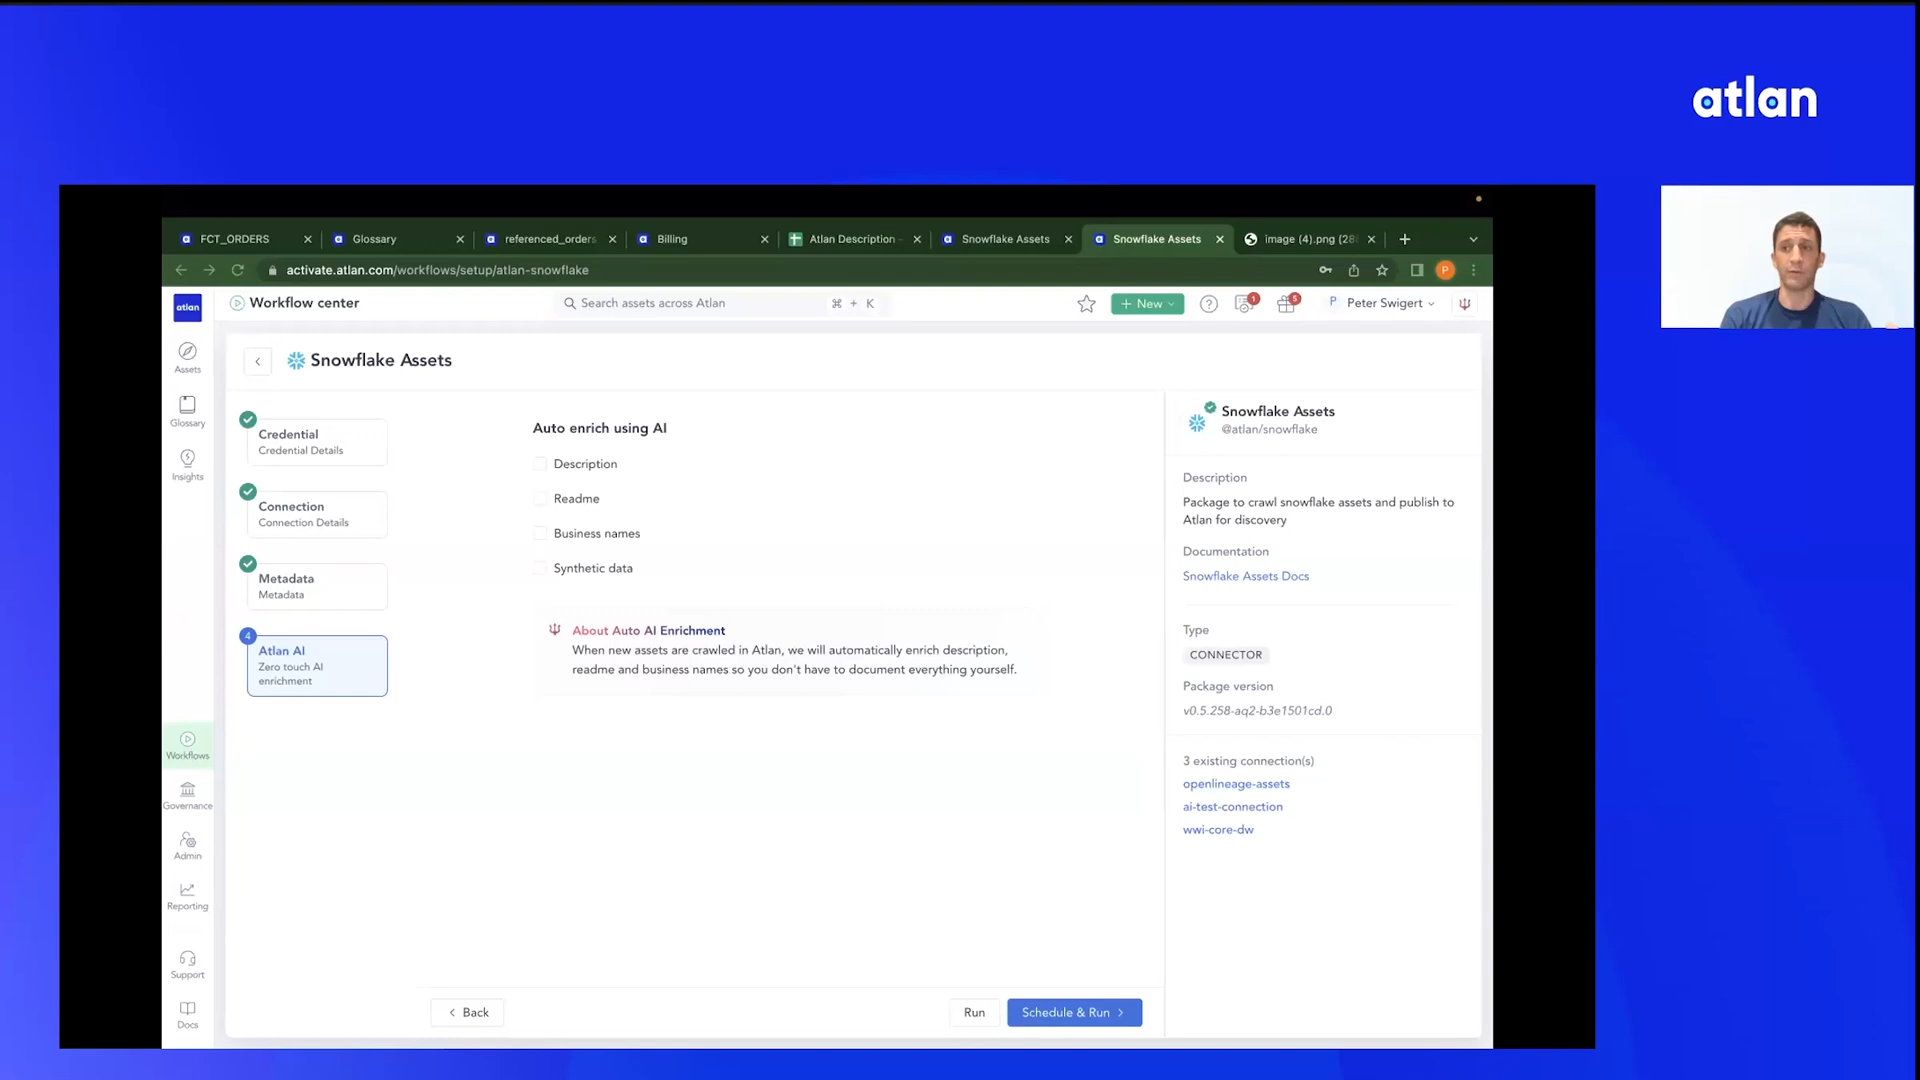 atlan
FCT_ORDERS
Glossary
referenced_orders
Billing
Atlan Description -
Snowflake Assets
Snowflake Assets
image (4).png (28
activate.atlan.com/workflows/setup/atlan-snowflake
P
atlan
Workflow center
Search assets across Atlan
⌘ + K
+ New
1
5
P Peter Swigert
Assets
Glossary
Insights
Workflows
Governance
Admin
Reporting
Support
Docs
Snowflake Assets
Credential
Credential Details
Connection
Connection Details
Metadata
Metadata
4
Atlan AI
Zero touch AI
enrichment
Auto enrich using AI
Description
Readme
Business names
Synthetic data
About Auto AI Enrichment
When new assets are crawled in Atlan, we will automatically enrich description,
readme and business names so you don't have to document everything yourself.
Back
Run
Schedule & Run
Snowflake Assets
@atlan/snowflake
Description
Package to crawl snowflake assets and publish to
Atlan for discovery
Documentation
Snowflake Assets Docs
Type
CONNECTOR
Package version
v0.5.258-aq2-b3e1501cd.0
3 existing connection(s)
openlineage-assets
ai-test-connection
wwi-core-dw